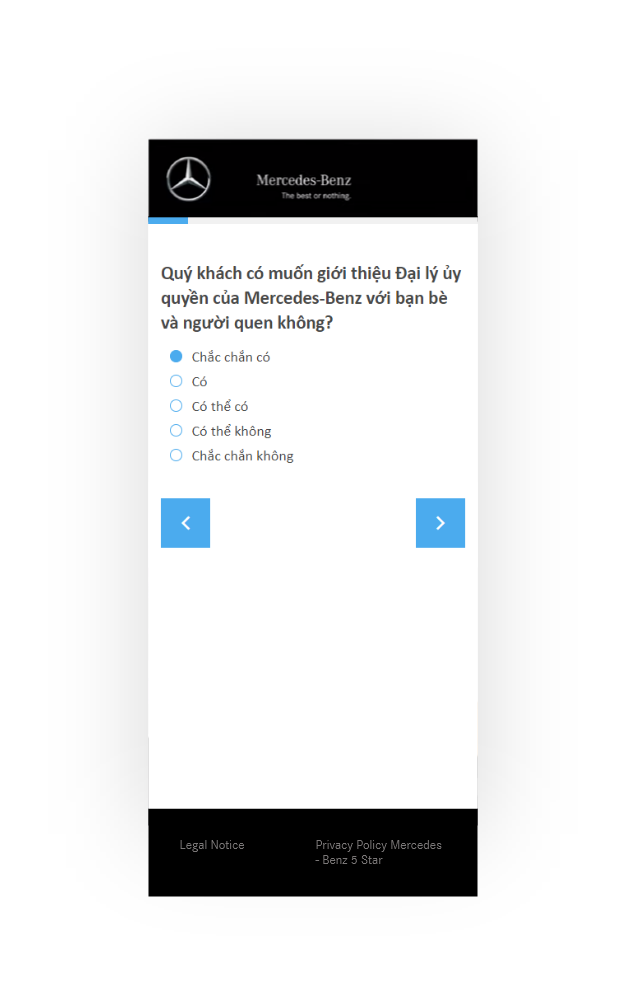 Mercedes-Benz
The best or nothing.
Quý khách có muốn giới thiệu Đại lý ủy
quyền của Mercedes-Benz với bạn bè
và người quen không?
Chắc chắn có
Có
Có thể có
Có thể không
Chắc chắn không
Legal Notice
Privacy Policy Mercedes
- Benz 5 Star